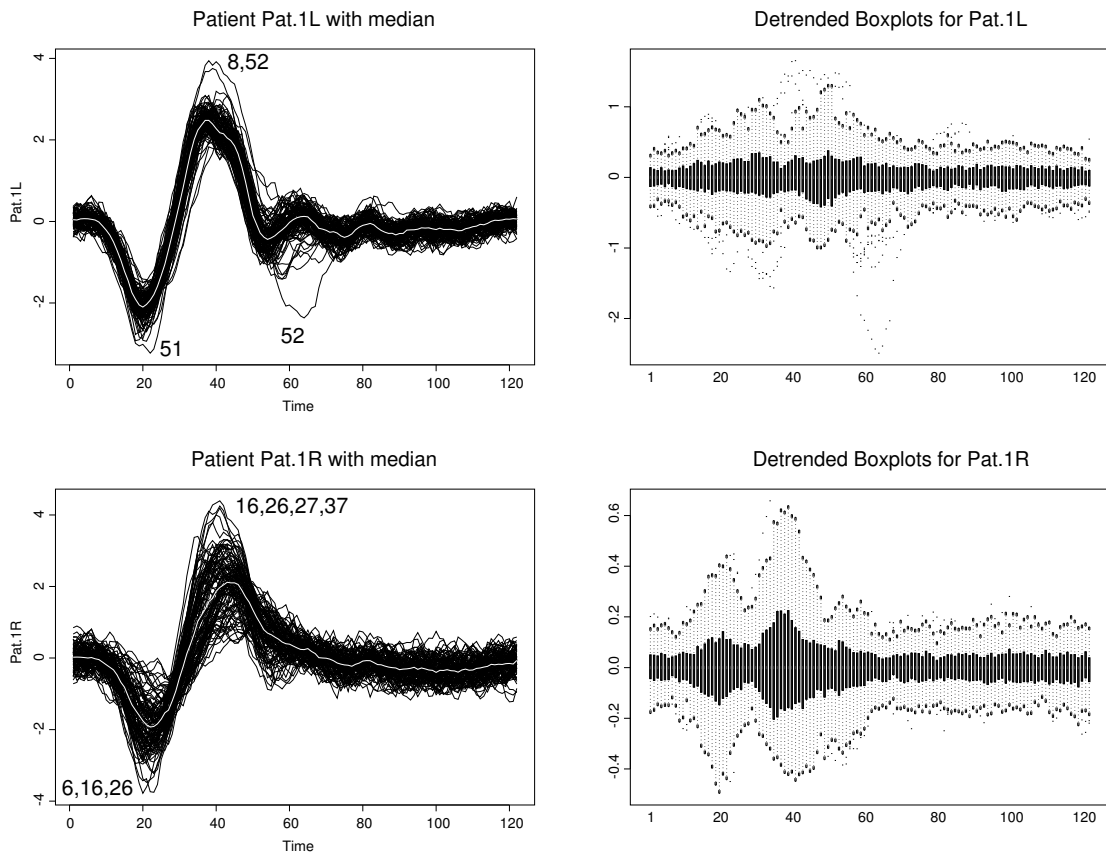 Patient Pat.1L with median
Pat.1L
4
2
0
-2
8,52
51
52
0 20 40 60 80 100 120
Time
Detrended Boxplots for Pat.1L
1
0
-1
-2
1 20 40 60 80 100 120
Patient Pat.1R with median
Pat.1R
4
2
0
-2
-4
16,26,27,37
6,16,26
0 20 40 60 80 100 120
Time
Detrended Boxplots for Pat.1R
0.6
0.4
0.2
0.0
-0.2
-0.4
1 20 40 60 80 100 120